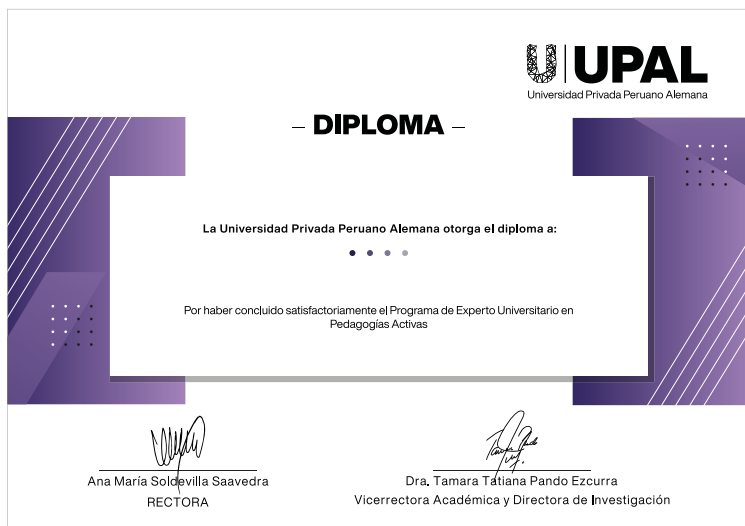 UPAL
Universidad Privada Peruano Alemana
– DIPLOMA –
La Universidad Privada Peruano Alemana otorga el diploma a:
Por haber concluido satisfactoriamente el Programa de Experto Universitario en
Pedagogías Activas
Ana María Soldevilla Saavedra
RECTORA
Dra. Tamara Tatiana Pando Ezcurra
Vicerrectora Académica y Directora de Investigación